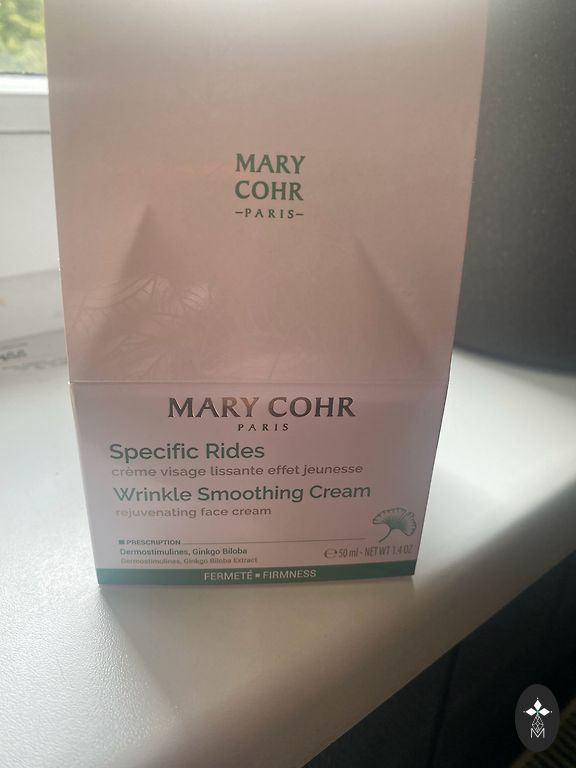 MARY
COHR
–PARIS–
MARY COHR
PARIS
Specific Rides
crème visage lissante effet jeunesse
Wrinkle Smoothing Cream
rejuvenating face cream
PRESCRIPTION
Dermostimulines, Ginkgo Biloba
Dermostimulines, Ginkgo Biloba Extract
℮ 50 ml - NET WT 1.4 OZ
FERMETÉ ▪ FIRMNESS
M